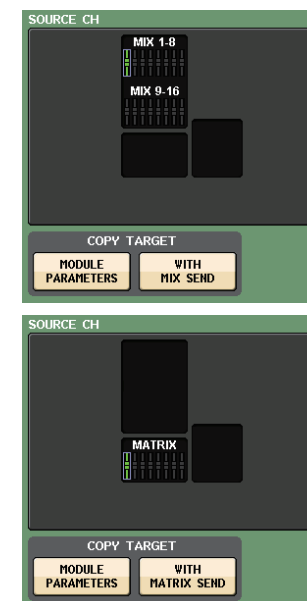 SOURCE CH
MIX 1-8
MIX 9-16
COPY TARGET
MODULE PARAMETERS
WITH MIX SEND
SOURCE CH
MATRIX
COPY TARGET
MODULE PARAMETERS
WITH MATRIX SEND